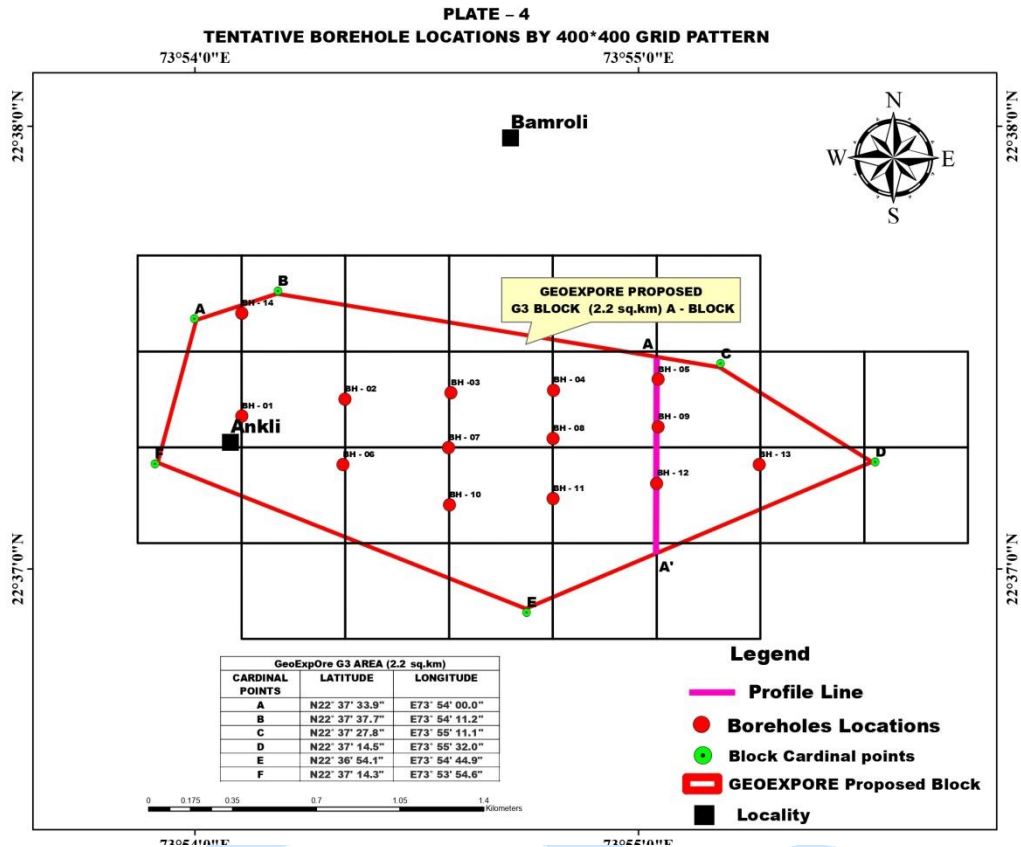 PLATE – 4
TENTATIVE BOREHOLE LOCATIONS BY 400*400 GRID PATTERN
73°54'0"E
73°55'0"E
22°38'0"N
22°38'0"N
Bamroli
N
W
E
S
B
A
BH - 14
GEOEXPORE PROPOSED
G3 BLOCK (2.2 sq.km) A - BLOCK
A
C
BH - 05
BH - 02
BH -03
BH - 04
BH - 01
Ankli
BH - 09
BH - 08
BH - 07
F
BH - 06
BH - 13
D
BH - 12
BH - 10
BH - 11
A'
E
22°37'0"N
22°37'0"N
GeoExpOre G3 AREA (2.2 sq.km)
CARDINAL POINTS LATITUDE LONGITUDE
A N22° 37' 33.9" E73° 54' 00.0"
B N22° 37' 37.7" E73° 54' 11.2"
C N22° 37' 27.8" E73° 55' 11.1"
D N22° 37' 14.5" E73° 55' 32.0"
E N22° 36' 54.1" E73° 54' 44.9"
F N22° 37' 14.3" E73° 53' 54.6"
0 0.175 0.35 0.7 1.05 1.4
Kilometers
Legend
Profile Line
Boreholes Locations
Block Cardinal points
GEOEXPORE Proposed Block
Locality
73°54'0"E
73°55'0"E